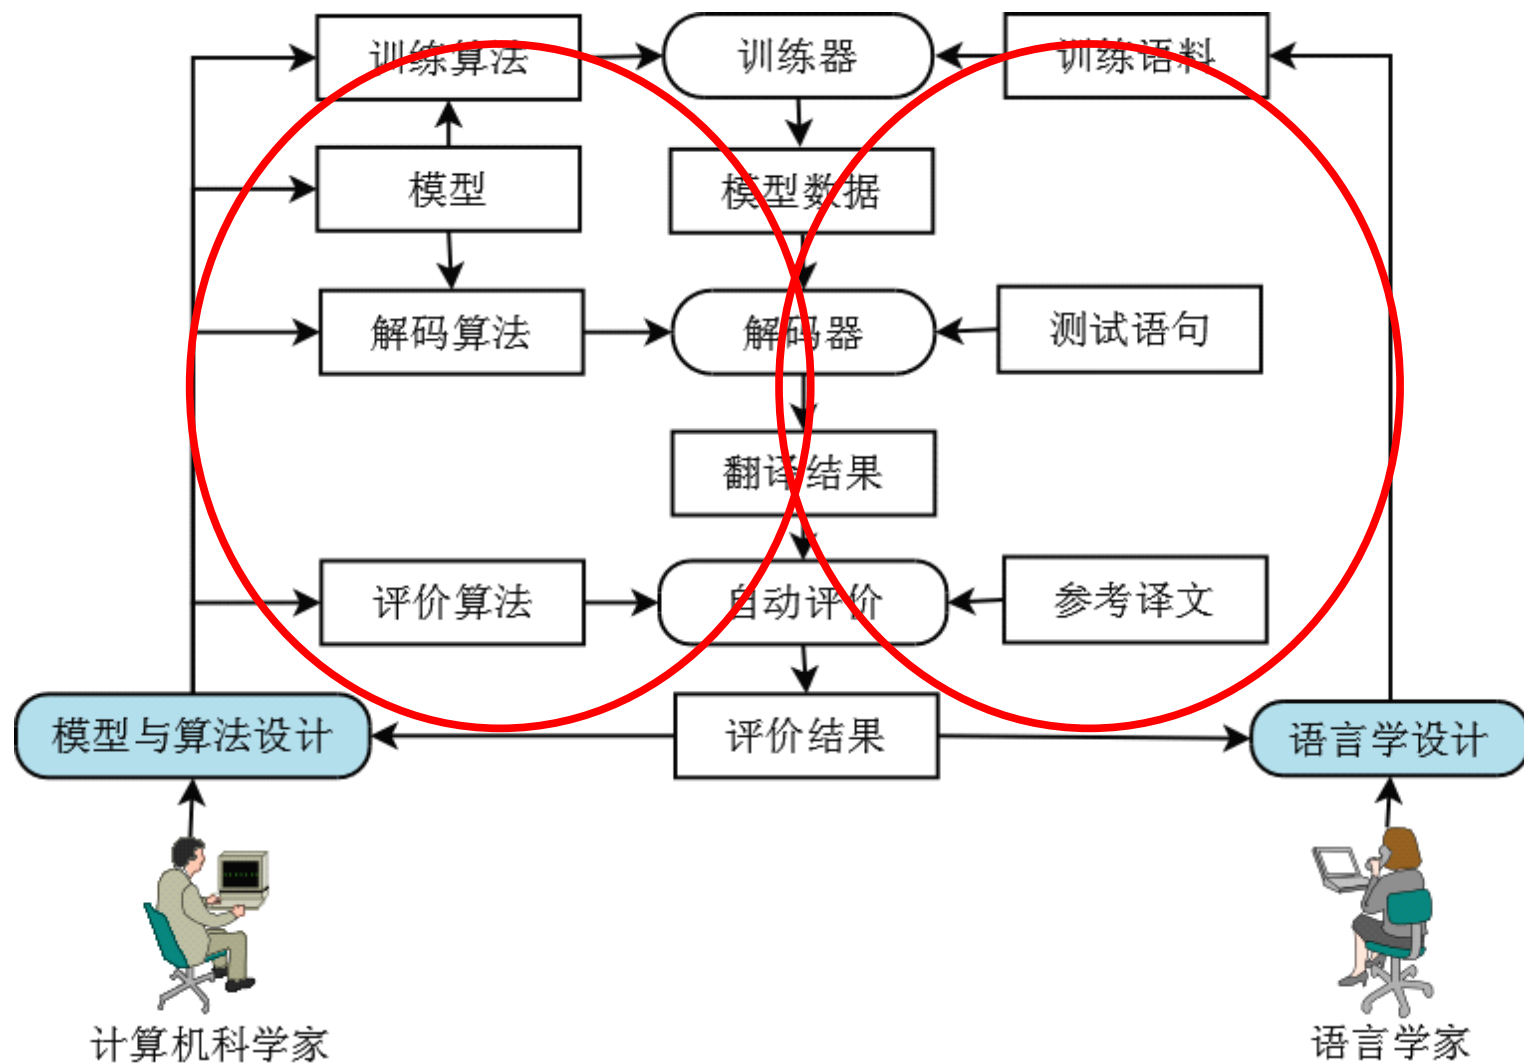 训练算法
训练器
训练语料
模型
模型数据
解码算法
解码器
测试语句
翻译结果
评价算法
自动评价
参考译文
模型与算法设计
评价结果
语言学设计
计算机科学家
语言学家